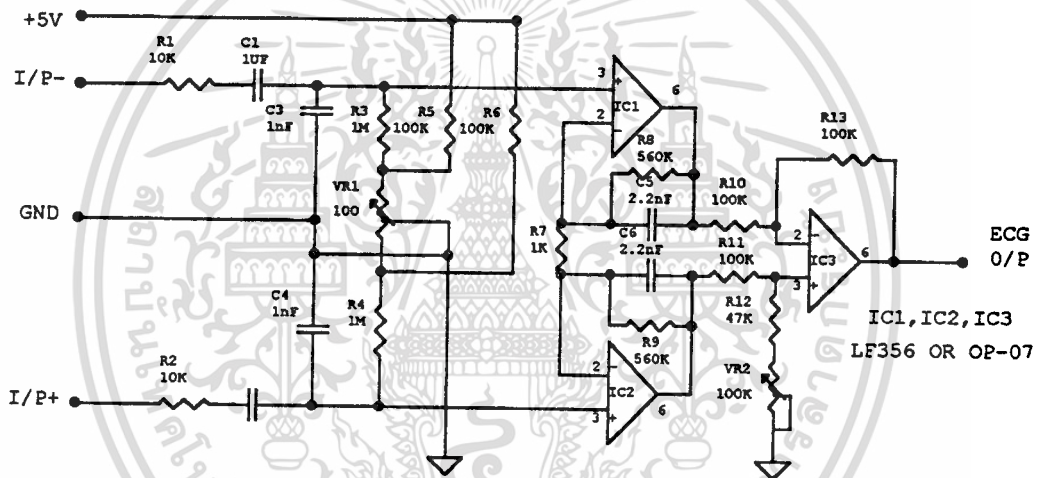 +5V
R1
10K
C1
1UF
I/P-
C3
1nF
R3
1M
R5
100K
R6
100K
3
+
IC1
2
-
6
R8
560K
C5
2.2nF
C6
2.2nF
R13
100K
VR1
100
R10
100K
GND
R7
1K
R11
100K
2
-
IC3
3
+
6
ECG
O/P
C4
1nF
R4
1M
R12
47K
IC1,IC2,IC3
LF356 OR OP-07
R9
560K
R2
10K
2
-
IC2
3
+
6
VR2
100K
I/P+